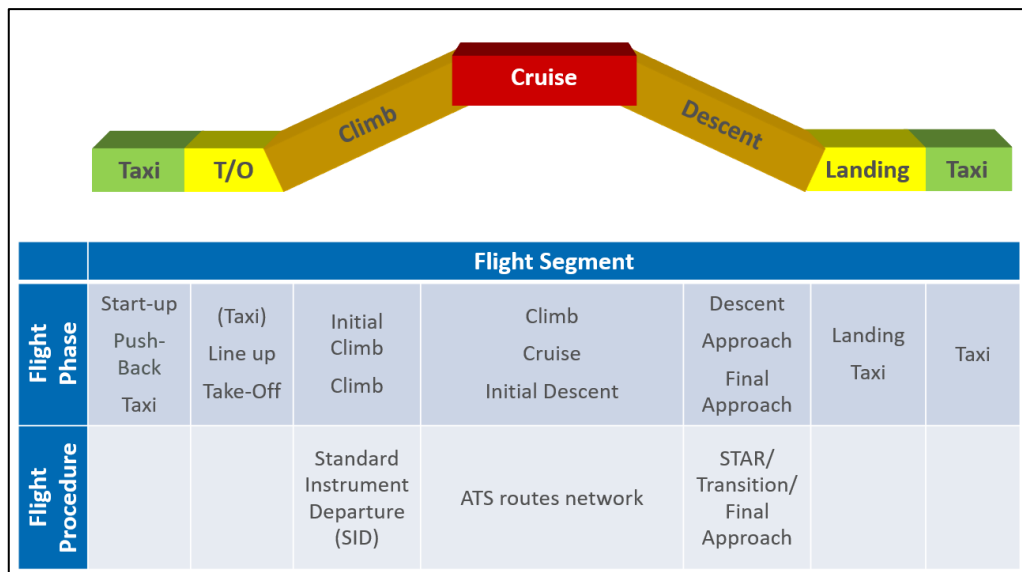 Cruise
Climb
Descent
Taxi
T/O
Landing
Taxi
Flight Segment
Flight
Phase
Start-up
Push-
Back
Taxi
(Taxi)
Line up
Take-Off
Initial
Climb
Climb
Climb
Cruise
Initial Descent
Descent
Approach
Final
Approach
Landing
Taxi
Taxi
Flight
Procedure
Standard
Instrument
Departure
(SID)
ATS routes network
STAR/
Transition/
Final
Approach